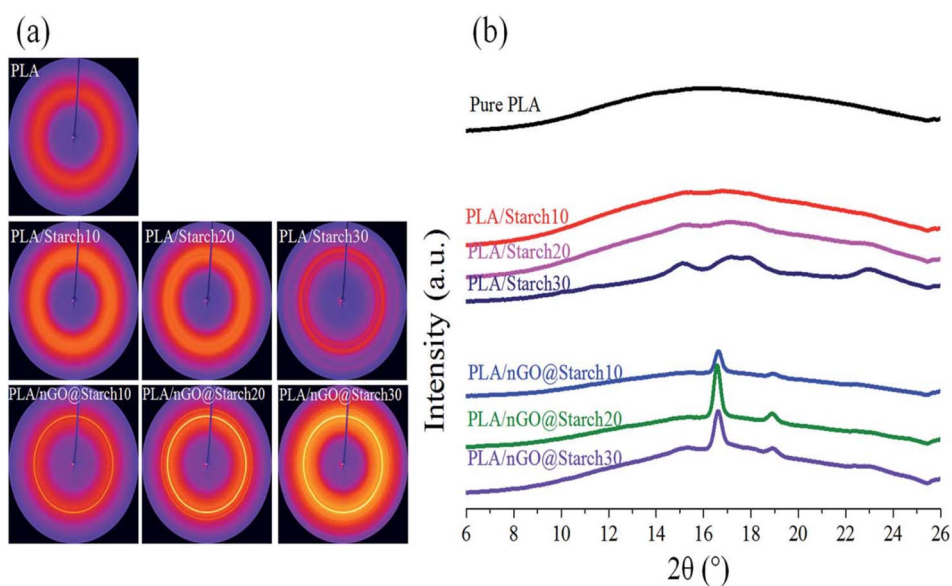 (a)
PLA
PLA/Starch10 PLA/Starch20 PLA/Starch30
PLA/nGO@Starch10 PLA/nGO@Starch20 PLA/nGO@Starch30
(b)
Intensity (a.u.)
Pure PLA
PLA/Starch10
PLA/Starch20
PLA/Starch30
PLA/nGO@Starch10
PLA/nGO@Starch20
PLA/nGO@Starch30
6 8 10 12 14 16 18 20 22 24 26
2θ (°)